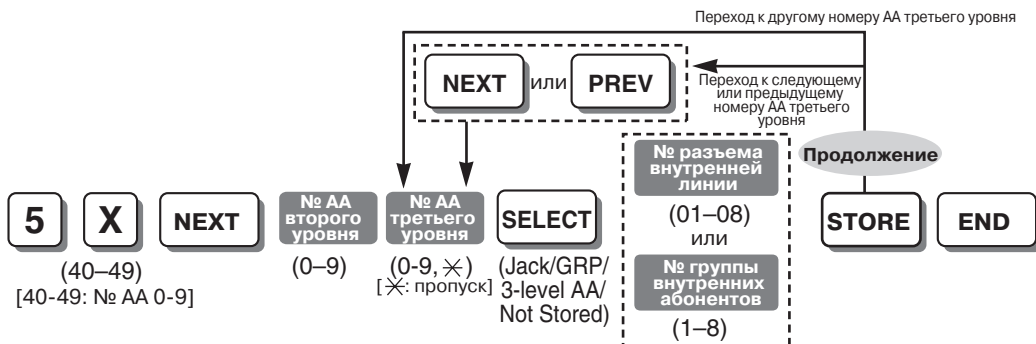 Переход к другому номеру АА третьего уровня
NEXT или PREV
Переход к следующему
или предыдущему
номеру АА третьего
уровня
Продолжение
5 X NEXT
№ АА
второго
уровня
(0–9)
№ АА
третьего
уровня
(0-9, ✳)
[✳: пропуск]
SELECT
(Jack/GRP/
3-level AA/
Not Stored)
№ разъема
внутренней
линии
(01–08)
или
№ группы
внутренних
абонентов
(1–8)
STORE END
(40–49)
[40-49: № АА 0-9]